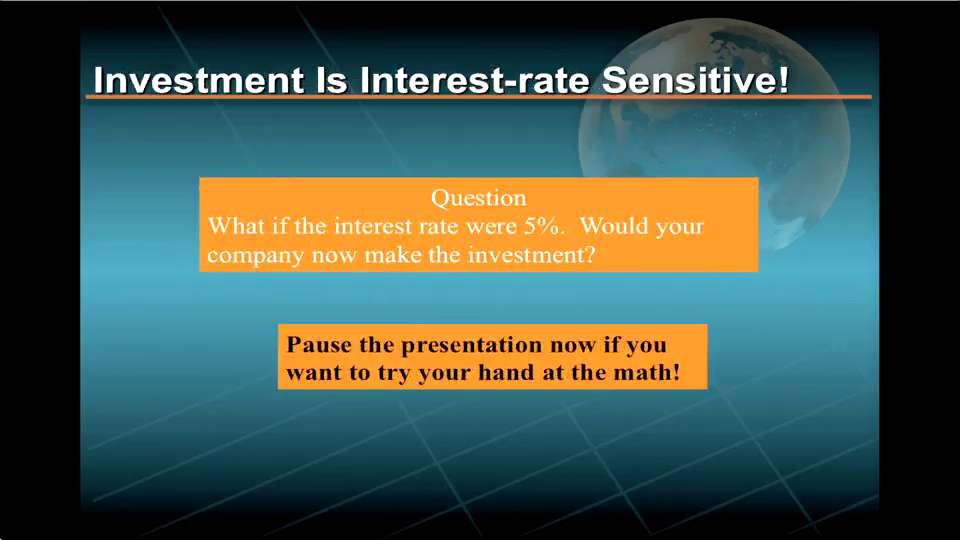 Investment Is Interest-rate Sensitive!
Question
What if the interest rate were 5%. Would your
company now make the investment?
Pause the presentation now if you
want to try your hand at the math!